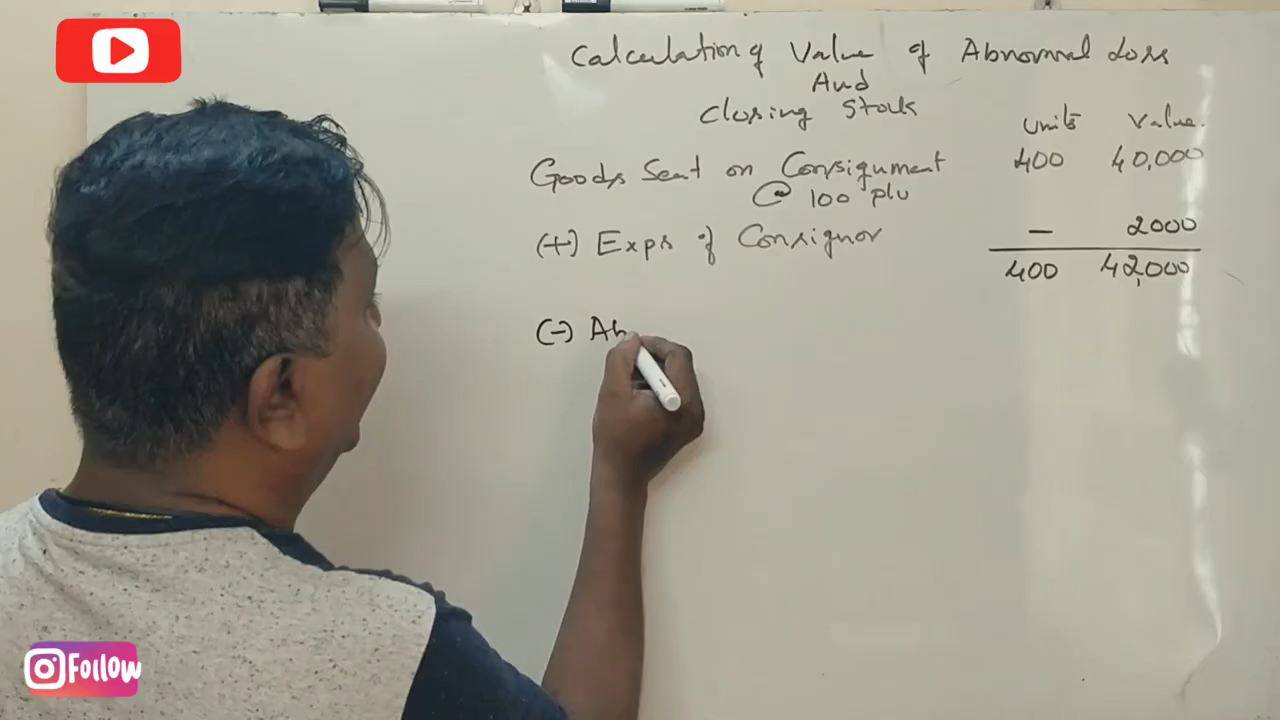 Calculation of Value of Abnormal Loss
And
Closing Stock
Units Value.
Goods Sent on Consignment 400 40,000
@ 100 p/u
(+) Exps of Consignor — 2000
400 42,000
(-) Ab
Follow